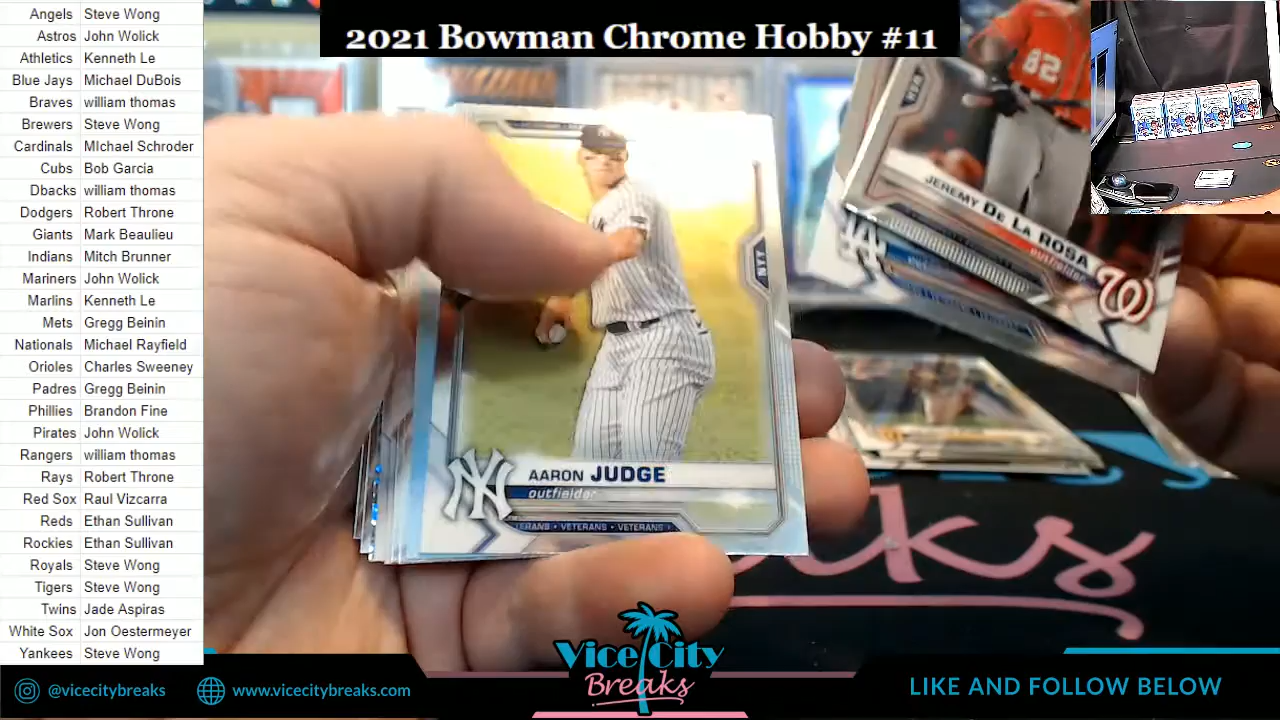 2021 Bowman Chrome Hobby #11
Angels Steve Wong
Astros John Wolick
Athletics Kenneth Le
Blue Jays Michael DuBois
Braves william thomas
Brewers Steve Wong
Cardinals MIchael Schroder
Cubs Bob Garcia
Dbacks william thomas
Dodgers Robert Throne
Giants Mark Beaulieu
Indians Mitch Brunner
Mariners John Wolick
Marlins Kenneth Le
Mets Gregg Beinin
Nationals Michael Rayfield
Orioles Charles Sweeney
Padres Gregg Beinin
Phillies Brandon Fine
Pirates John Wolick
Rangers william thomas
Rays Robert Throne
Red Sox Raul Vizcarra
Reds Ethan Sullivan
Rockies Ethan Sullivan
Royals Steve Wong
Tigers Steve Wong
Twins Jade Aspiras
White Sox Jon Oestermeyer
Yankees Steve Wong
82
JEREMY DE LA ROSA
outfielder
W
LA
NYY
NY
AARON JUDGE
outfielder
ERANS • VETERANS • VETERANS
Vice City
Breaks
@vicecitybreaks
www.vicecitybreaks.com
LIKE AND FOLLOW BELOW